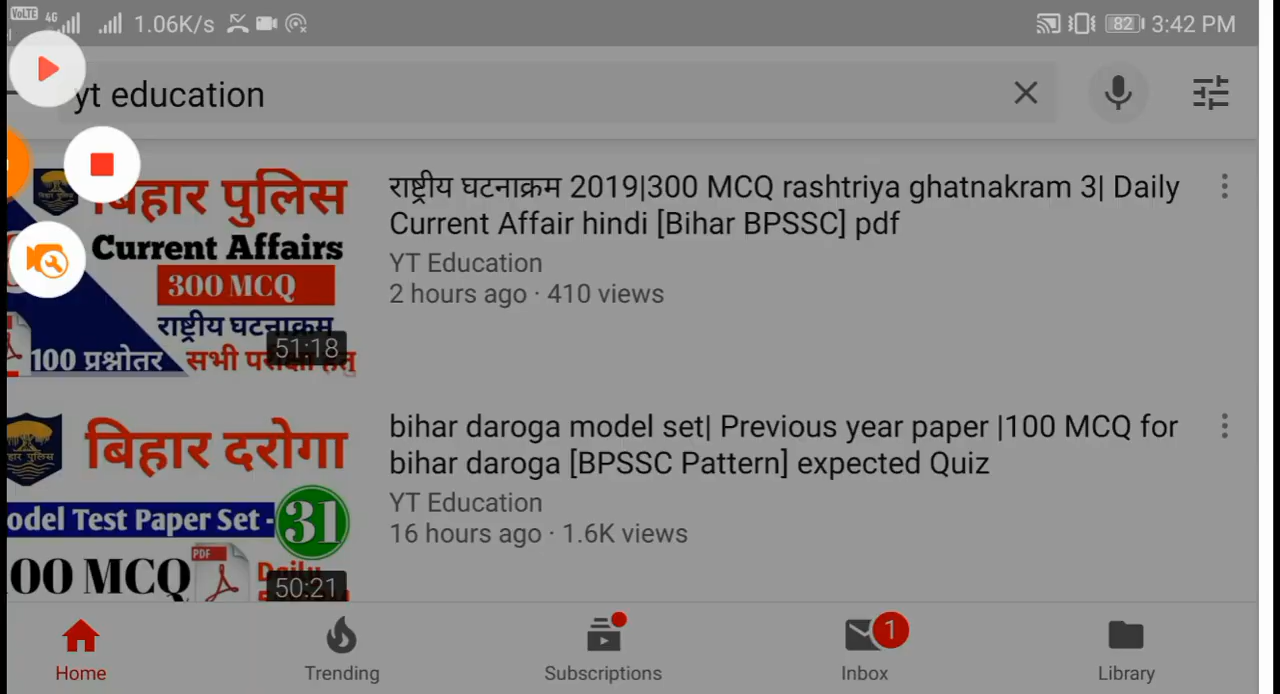 VoLTE 4G 1.06K/s 82 3:42 PM
yt education
बिहार पुलिस
Current Affairs
300 MCQ
राष्ट्रीय घटनाक्रम
100 प्रश्नोतर सभी परीक्षा हेतु
51:18
राष्ट्रीय घटनाक्रम 2019|300 MCQ rashtriya ghatnakram 3| Daily
Current Affair hindi [Bihar BPSSC] pdf
YT Education
2 hours ago · 410 views
बिहार पुलिस
बिहार दरोगा
odel Test Paper Set - 31
00 MCQ
PDF
Daily
50:21
bihar daroga model set| Previous year paper |100 MCQ for
bihar daroga [BPSSC Pattern] expected Quiz
YT Education
16 hours ago · 1.6K views
Home Trending Subscriptions Inbox 1 Library